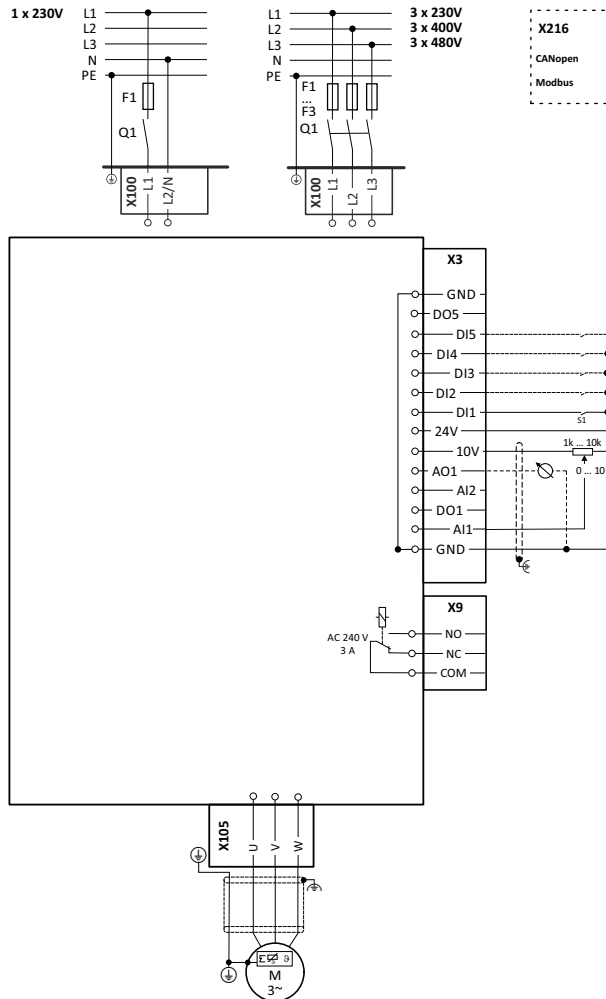 1 x 230V
L1
L2
L3
N
PE
F1
Q1
X100
L1
L2/N
L1
L2
L3
N
PE
3 x 230V
3 x 400V
3 x 480V
F1
...
F3
Q1
X100
L1
L2
L3
X216
CANopen
Modbus
X3
GND
DO5
DI5
DI4
DI3
DI2
DI1
S1
24V
10V
1k ... 10k
AO1
0 ... 10
AI2
DO1
AI1
GND
X9
AC 240 V
3 A
NO
NC
COM
X105
U
V
W
ϑ
M
3~